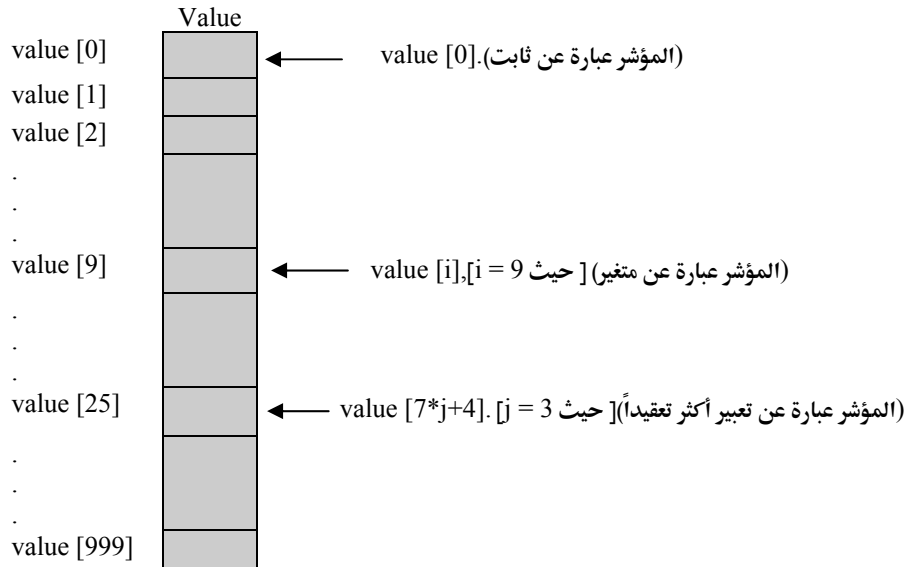 Value
value [0] value [0].(المؤشر عبارة عن ثابت)
value [1]
value [2]
.
.
.
value [9] value [i],[i = 9 حيث ] (المؤشر عبارة عن متغير)
.
.
.
value [25] value [7*j+4]. [j = 3 حيث ](المؤشر عبارة عن تعبير أكثر تعقيداً)
.
.
.
value [999]